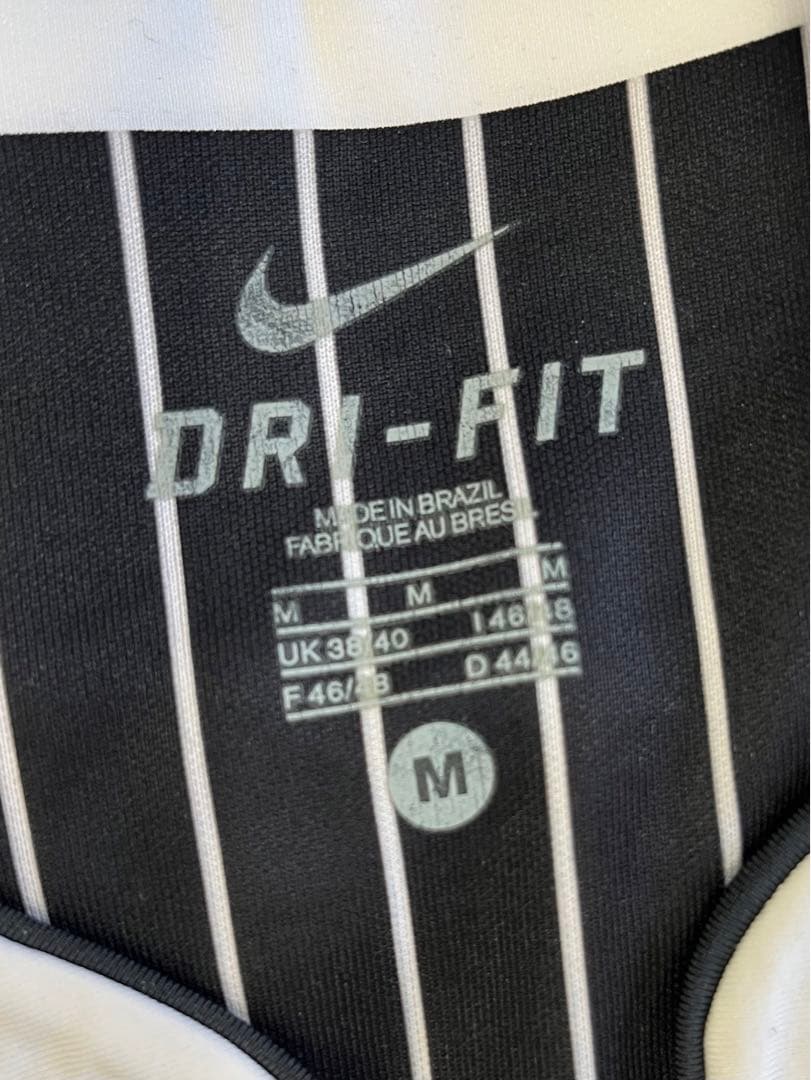 DRI-FIT
MADE IN BRAZIL
FABRIQUE AU BRESIL
M M M
UK 38/40 I 46/48
F 46/48 D 44/46
M